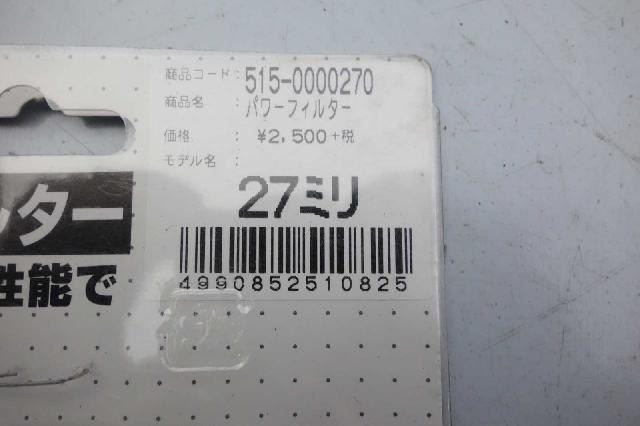 商品コード: 515-0000270
商品名 : パワーフィルター
価格 : ¥2,500+税
モデル名 :
27ミリ
4990852510825
ルター
性能で